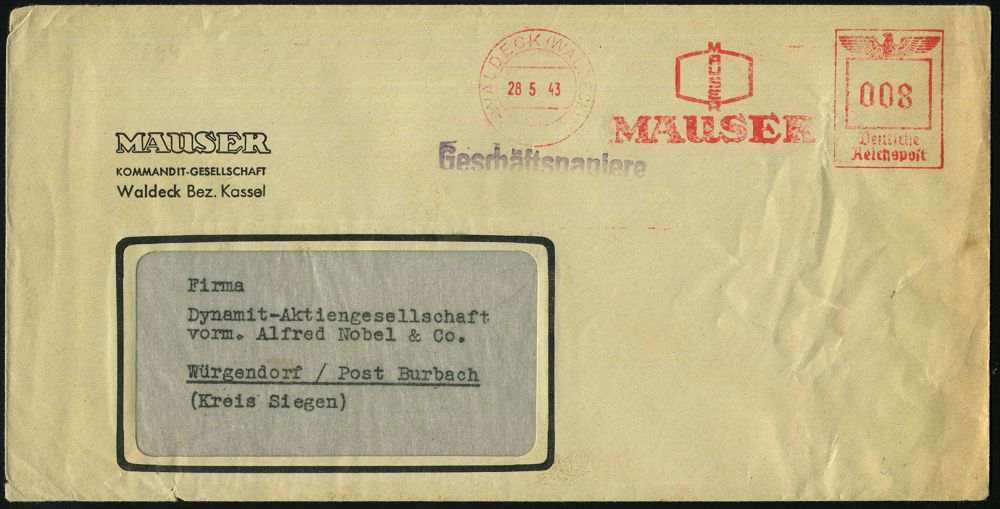 WALDECK (WALDECK)
28 5 43
MAUSER
MAUSER
008
Deutsche
Reichspost
Geschäftspapiere
MAUSER
KOMMANDIT-GESELLSCHAFT
Waldeck Bez. Kassel
Firma
Dynamit-Aktiengesellschaft
vorm. Alfred Nobel & Co.
Würgendorf / Post Burbach
(Kreis Siegen)